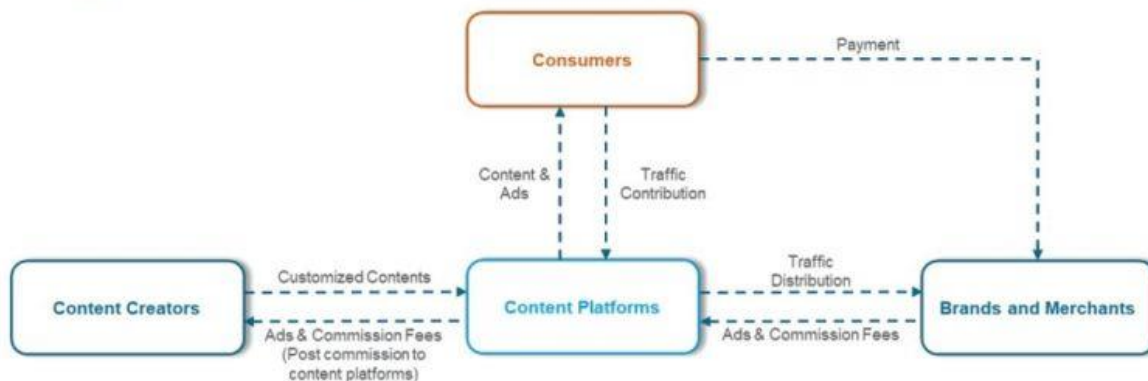 Consumers
Payment
Content &
Ads
Traffic
Contribution
Content Creators
Customized Contents
Ads & Commission Fees
(Post commission to
content platforms)
Content Platforms
Traffic
Distribution
Ads & Commission Fees
Brands and Merchants